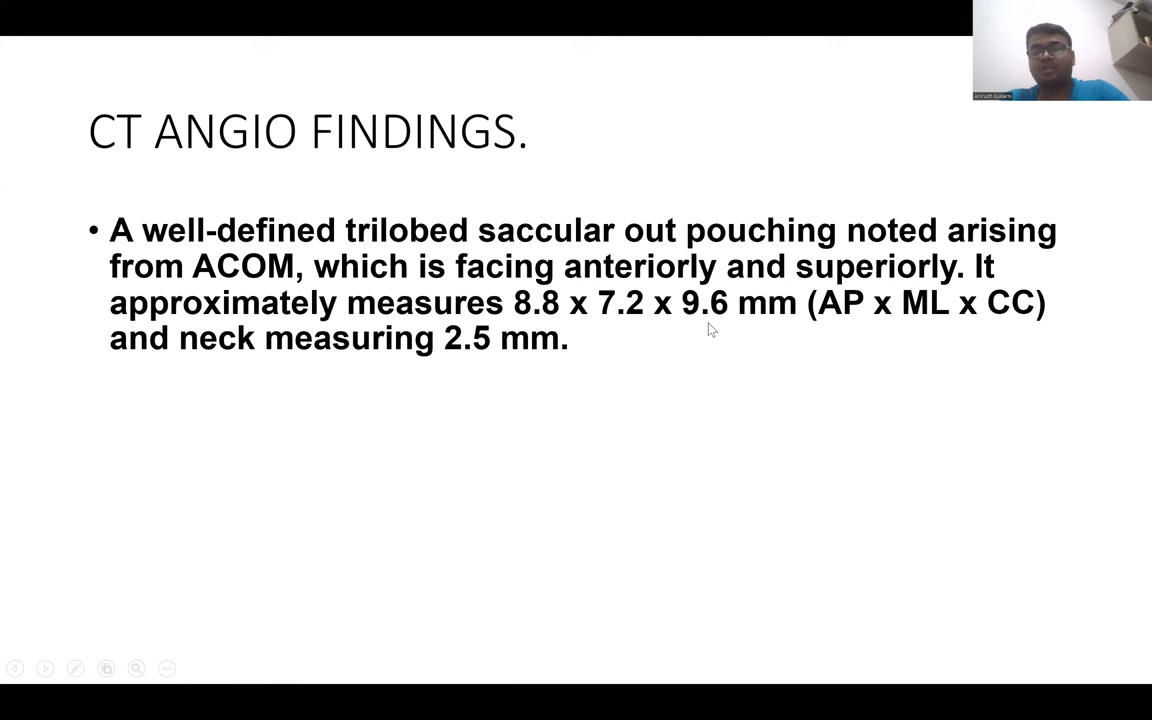 anirudh kulkarni
CT ANGIO FINDINGS.
• A well-defined trilobed saccular out pouching noted arising
from ACOM, which is facing anteriorly and superiorly. It
approximately measures 8.8 x 7.2 x 9.6 mm (AP x ML x CC)
and neck measuring 2.5 mm.